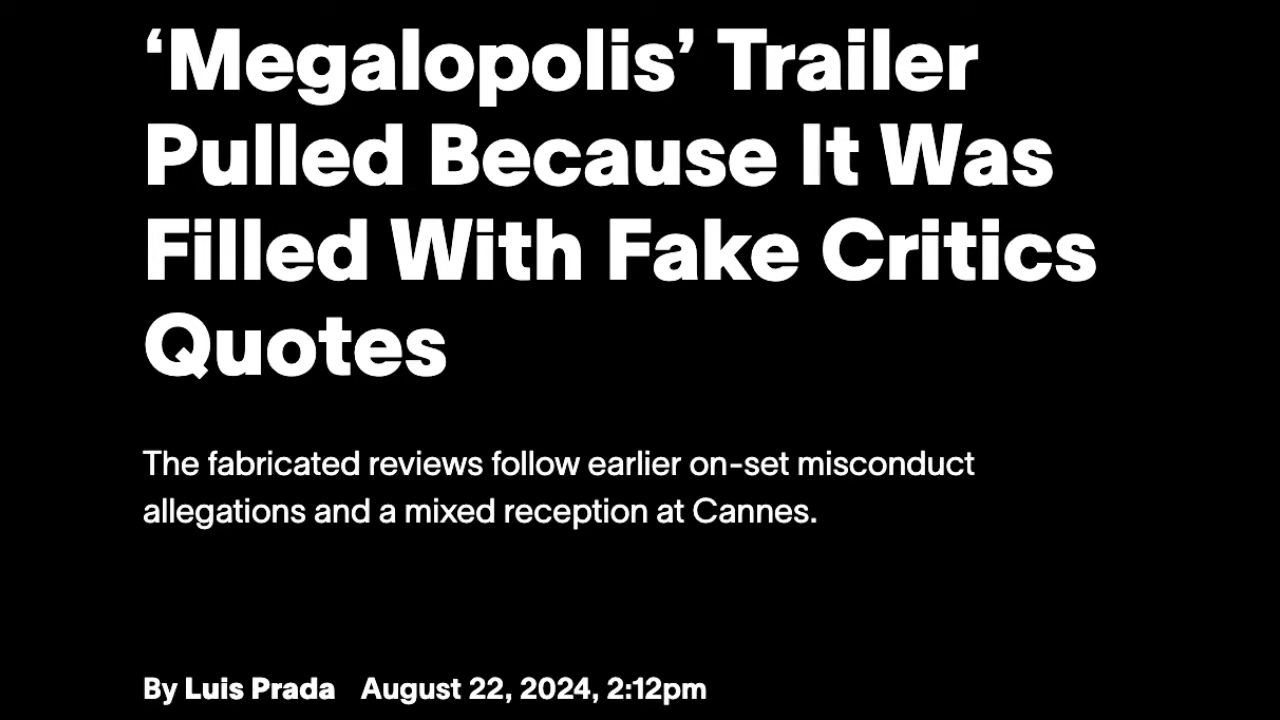 ‘Megalopolis’ Trailer
Pulled Because It Was
Filled With Fake Critics
Quotes
The fabricated reviews follow earlier on-set misconduct
allegations and a mixed reception at Cannes.
By Luis Prada August 22, 2024, 2:12pm